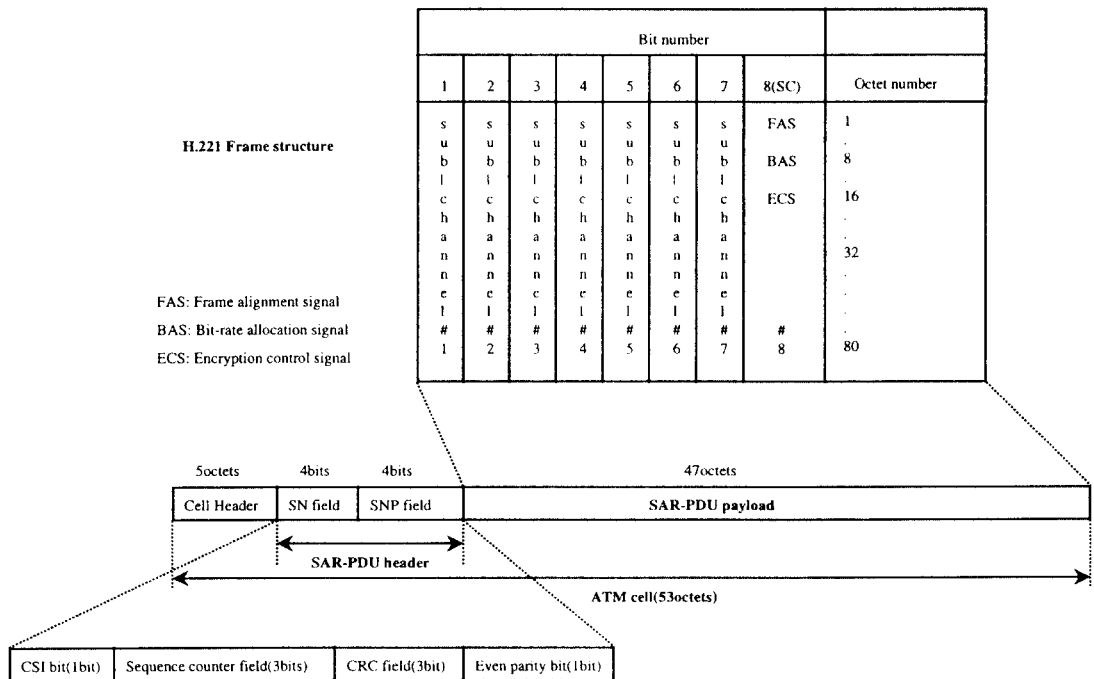 Bit number
1 2 3 4 5 6 7 8(SC) Octet number
s s s s s s s FAS 1
H.221 Frame structure
u u u u u u u .
b b b b b b b BAS 8
l l l l l l l .
c c c c c c c ECS 16
h h h h h h h .
a a a a a a a .
n n n n n n n 32
n n n n n n n .
e e c e e e e .
FAS: Frame alignment signal
l l l l l l l .
BAS: Bit-rate allocation signal
# # # # # # # # .
ECS: Encryption control signal
1 2 3 4 5 6 7 8 80
5octets 4bits 4bits 47octets
Cell Header SN field SNP field SAR-PDU payload
SAR-PDU header
ATM cell(53octets)
CSI bit(1bit) Sequence counter field(3bits) CRC field(3bit) Even parity bit(1bit)